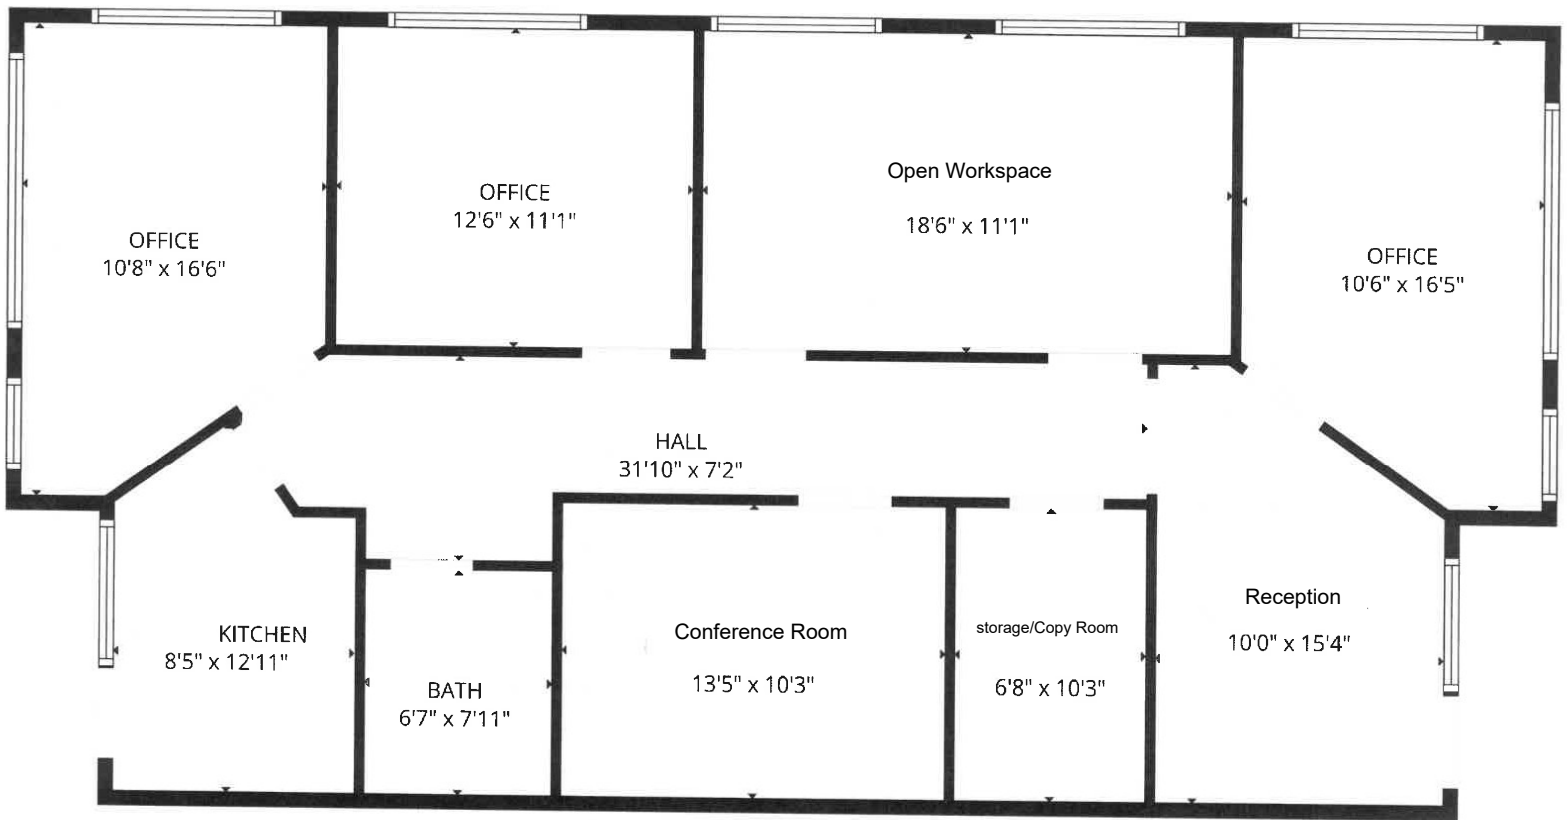 OFFICE
10'8" x 16'6"
OFFICE
12'6" x 11'1"
Open Workspace
18'6" x 11'1"
OFFICE
10'6" x 16'5"
HALL
31'10" x 7'2"
KITCHEN
8'5" x 12'11"
BATH
6'7" x 7'11"
Conference Room
13'5" x 10'3"
storage/Copy Room
6'8" x 10'3"
Reception
10'0" x 15'4"